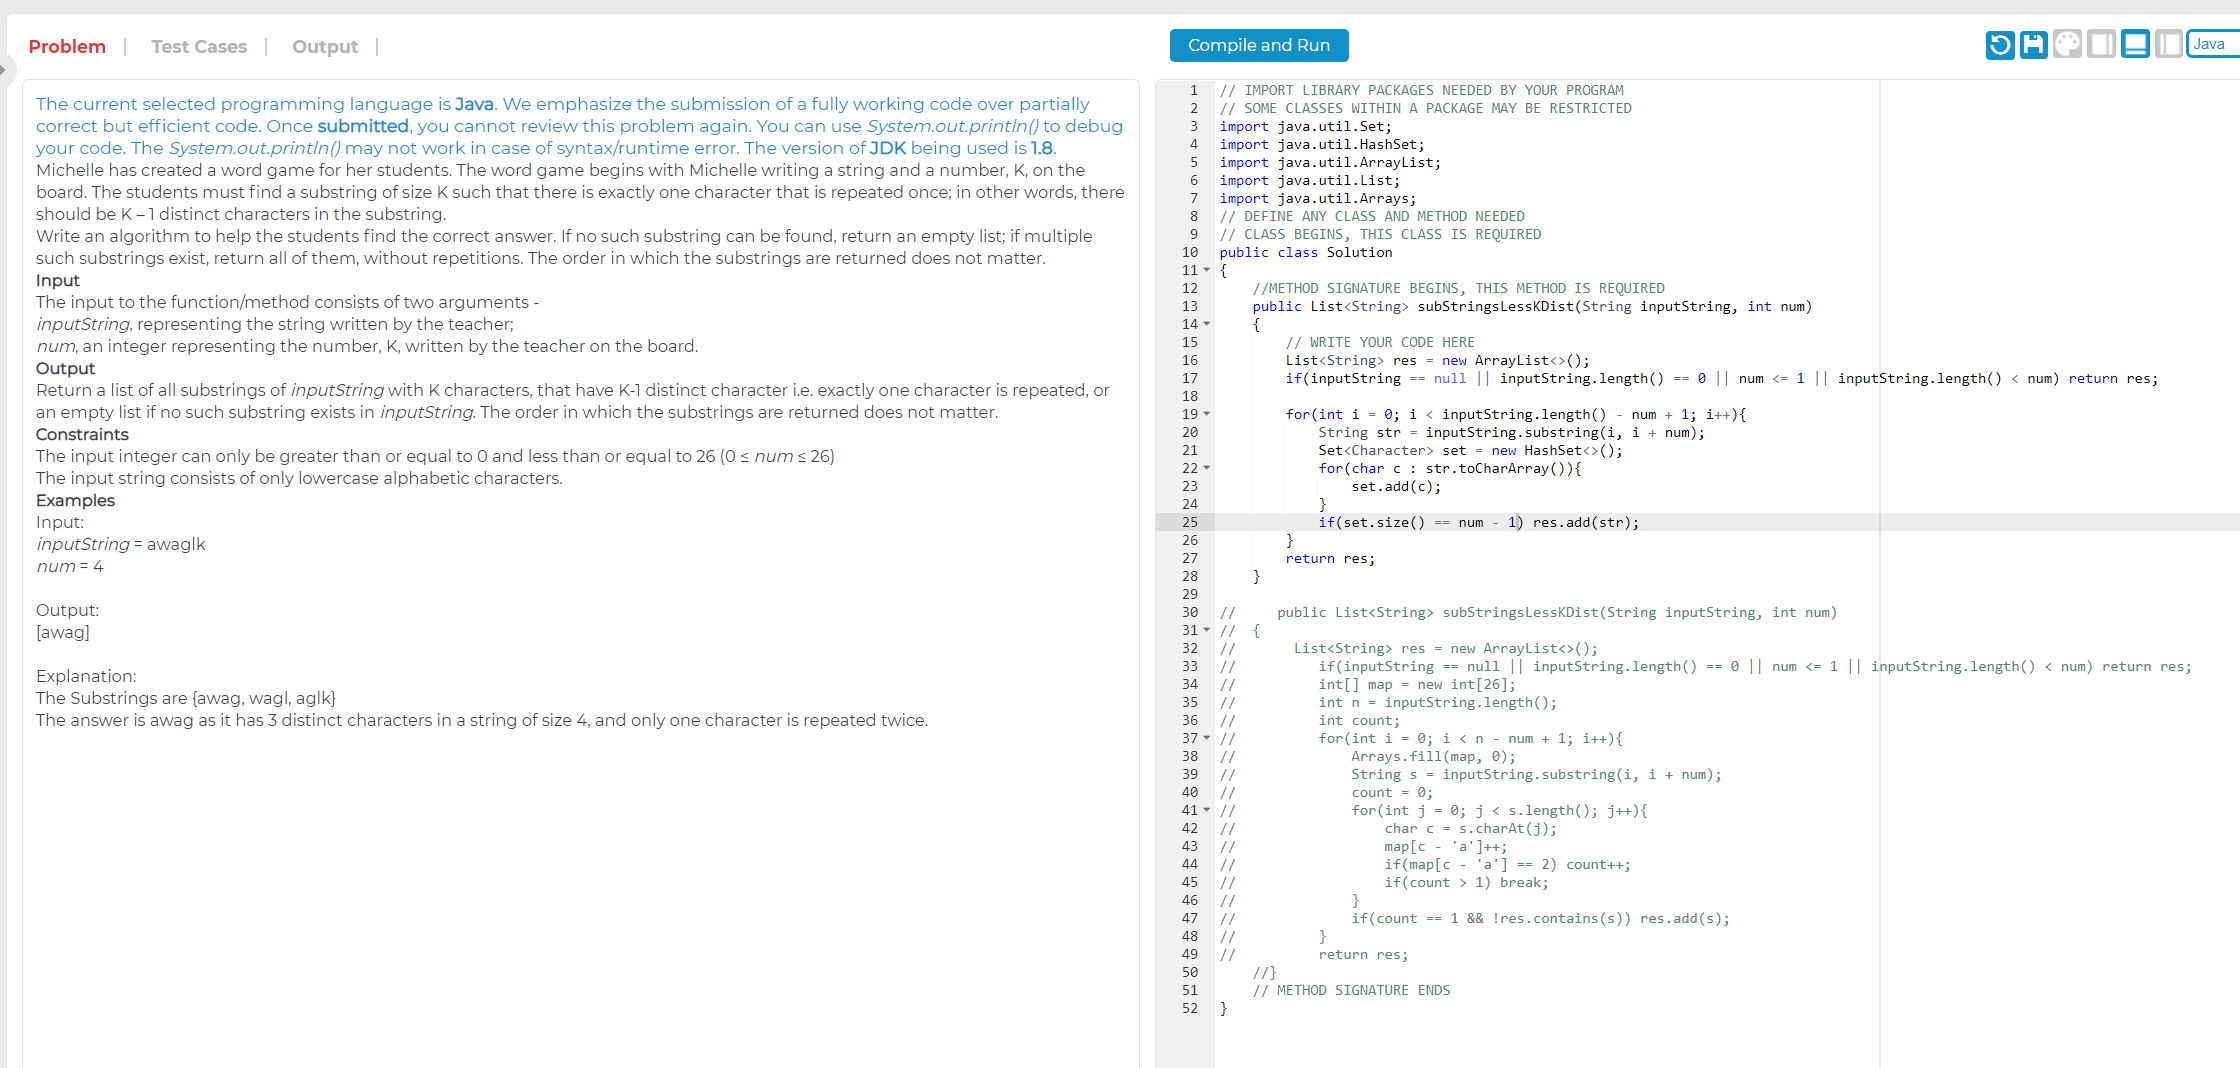 Problem | Test Cases | Output |
Compile and Run
Java
The current selected programming language is Java. We emphasize the submission of a fully working code over partially
correct but efficient code. Once submitted, you cannot review this problem again. You can use System.out.println() to debug
your code. The System.out.println() may not work in case of syntax/runtime error. The version of JDK being used is 1.8.
Michelle has created a word game for her students. The word game begins with Michelle writing a string and a number, K, on the
board. The students must find a substring of size K such that there is exactly one character that is repeated once; in other words, there
should be K – 1 distinct characters in the substring.
Write an algorithm to help the students find the correct answer. If no such substring can be found, return an empty list; if multiple
such substrings exist, return all of them, without repetitions. The order in which the substrings are returned does not matter.
Input
The input to the function/method consists of two arguments -
inputString, representing the string written by the teacher;
num, an integer representing the number, K, written by the teacher on the board.
Output
Return a list of all substrings of inputString with K characters, that have K-1 distinct character i.e. exactly one character is repeated, or
an empty list if no such substring exists in inputString. The order in which the substrings are returned does not matter.
Constraints
The input integer can only be greater than or equal to 0 and less than or equal to 26 (0 ≤ num ≤ 26)
The input string consists of only lowercase alphabetic characters.
Examples
Input:
inputString = awaglk
num = 4
Output:
[awag]
Explanation:
The Substrings are {awag, wagl, aglk}
The answer is awag as it has 3 distinct characters in a string of size 4, and only one character is repeated twice.
1 // IMPORT LIBRARY PACKAGES NEEDED BY YOUR PROGRAM
2 // SOME CLASSES WITHIN A PACKAGE MAY BE RESTRICTED
3 import java.util.Set;
4 import java.util.HashSet;
5 import java.util.ArrayList;
6 import java.util.List;
7 import java.util.Arrays;
8 // DEFINE ANY CLASS AND METHOD NEEDED
9 // CLASS BEGINS, THIS CLASS IS REQUIRED
10 public class Solution
11 {
12 //METHOD SIGNATURE BEGINS, THIS METHOD IS REQUIRED
13 public List<String> subStringsLessKDist(String inputString, int num)
14 {
15 // WRITE YOUR CODE HERE
16 List<String> res = new ArrayList<>();
17 if(inputString == null || inputString.length() == 0 || num <= 1 || inputString.length() < num) return res;
18
19 for(int i = 0; i < inputString.length() - num + 1; i++){
20 String str = inputString.substring(i, i + num);
21 Set<Character> set = new HashSet<>();
22 for(char c : str.toCharArray()){
23 set.add(c);
24 }
25 if(set.size() == num - 1) res.add(str);
26 }
27 return res;
28 }
29
30 // public List<String> subStringsLessKDist(String inputString, int num)
31 // {
32 // List<String> res = new ArrayList<>();
33 // if(inputString == null || inputString.length() == 0 || num <= 1 || inputString.length() < num) return res;
34 // int[] map = new int[26];
35 // int n = inputString.length();
36 // int count;
37 // for(int i = 0; i < n - num + 1; i++){
38 // Arrays.fill(map, 0);
39 // String s = inputString.substring(i, i + num);
40 // count = 0;
41 // for(int j = 0; j < s.length(); j++){
42 // char c = s.charAt(j);
43 // map[c - 'a']++;
44 // if(map[c - 'a'] == 2) count++;
45 // if(count > 1) break;
46 // }
47 // if(count == 1 && !res.contains(s)) res.add(s);
48 // }
49 // return res;
50 //}
51 // METHOD SIGNATURE ENDS
52 }